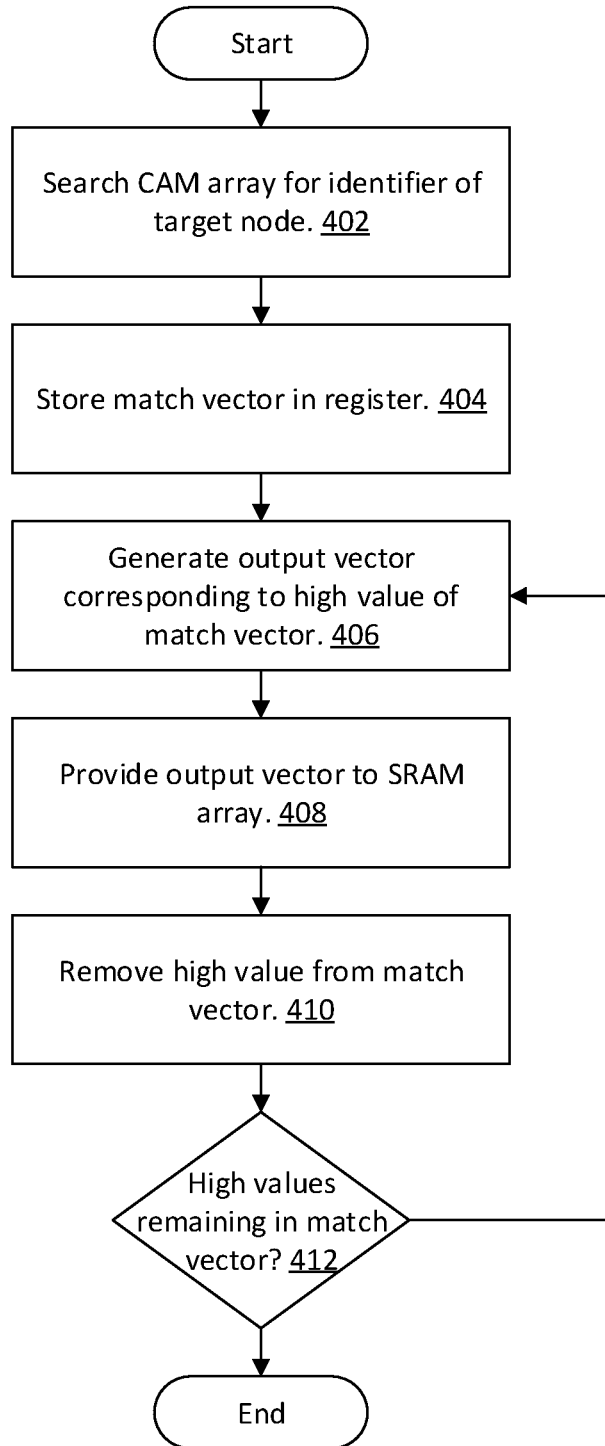 Start
Search CAM array for identifier of
target node. 402
Store match vector in register. 404
Generate output vector
corresponding to high value of
match vector. 406
Provide output vector to SRAM
array. 408
Remove high value from match
vector. 410
High values
remaining in match
vector? 412
End